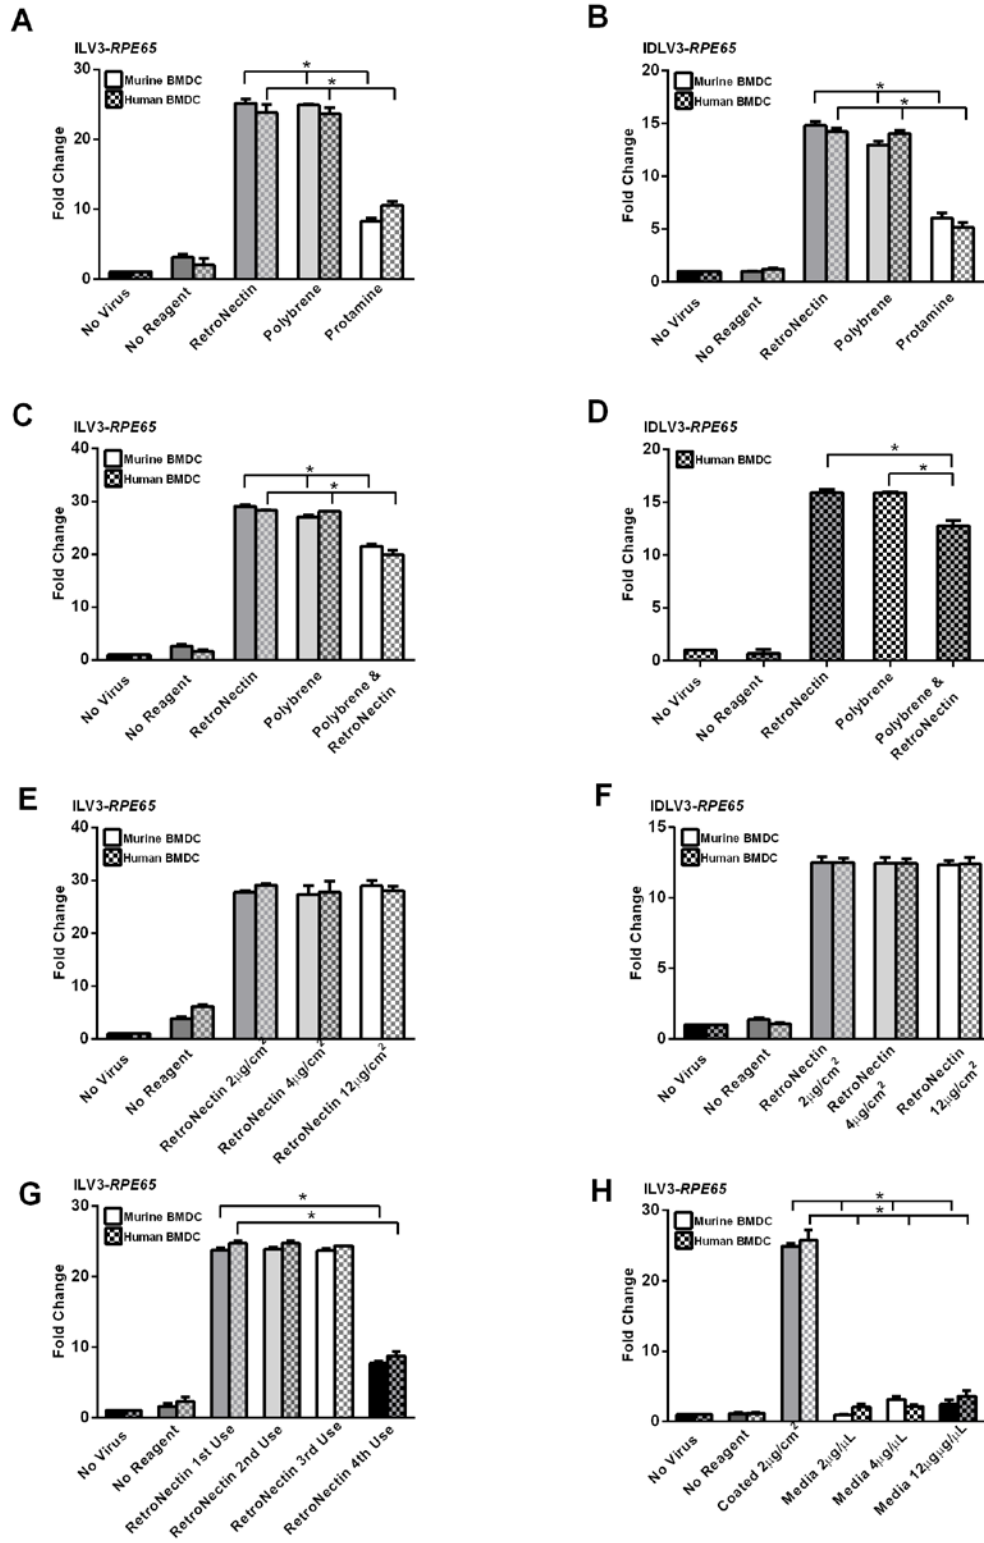 A
ILV3-RPE65
Murine BMDC
Human BMDC
Fold Change
30
20
10
0
* *
No Virus
No Reagent
RetroNectin
Polybrene
Protamine
B
IDLV3-RPE65
Murine BMDC
Human BMDC
Fold Change
20
15
10
5
0
* *
No Virus
No Reagent
RetroNectin
Polybrene
Protamine
C
ILV3-RPE65
Murine BMDC
Human BMDC
Fold Change
40
30
20
10
0
* *
No Virus
No Reagent
RetroNectin
Polybrene
Polybrene &
RetroNectin
D
IDLV3-RPE65
Human BMDC
Fold Change
20
15
10
5
0
* *
No Virus
No Reagent
RetroNectin
Polybrene
Polybrene &
RetroNectin
E
ILV3-RPE65
Murine BMDC
Human BMDC
Fold Change
40
30
20
10
0
No Virus
No Reagent
RetroNectin 2µg/cm²
RetroNectin 4µg/cm²
RetroNectin 12µg/cm²
F
IDLV3-RPE65
Murine BMDC
Human BMDC
Fold Change
15
10
5
0
No Virus
No Reagent
RetroNectin
2µg/cm²
RetroNectin
4µg/cm²
RetroNectin
12µg/cm²
G
ILV3-RPE65
Murine BMDC
Human BMDC
Fold Change
30
20
10
0
* *
No Virus
No Reagent
RetroNectin 1st Use
RetroNectin 2nd Use
RetroNectin 3rd Use
RetroNectin 4th Use
H
ILV3-RPE65
Murine BMDC
Human BMDC
Fold Change
30
20
10
0
* *
No Virus
No Reagent
Coated 2µg/cm²
Media 2µg/µL
Media 4µg/µL
Media 12µgµg/µL